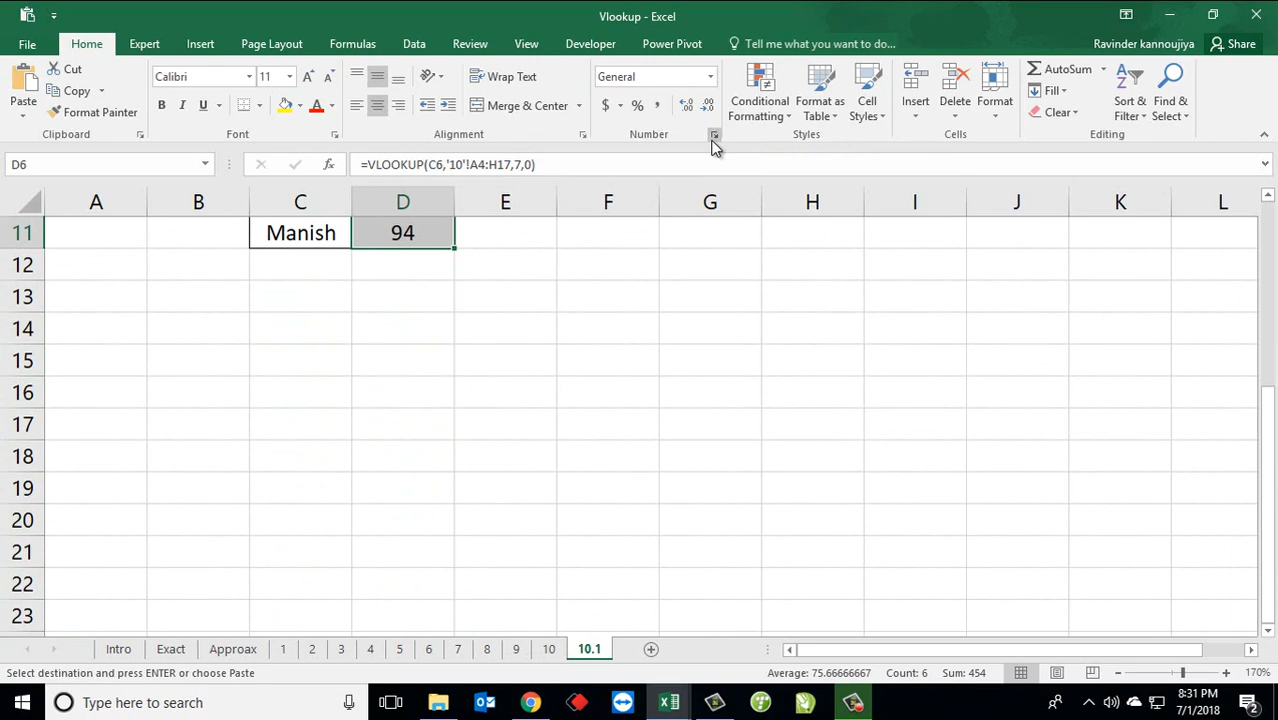 Vlookup - Excel
File Home Expert Insert Page Layout Formulas Data Review View Developer Power Pivot Tell me what you want to do... Ravinder kannoujiya Share
Paste Cut Copy Format Painter Clipboard
Calibri 11 B I U A Font
Wrap Text Merge & Center Alignment
General $ % , Number
Conditional Formatting Format as Table Cell Styles Styles
Insert Delete Format Cells
AutoSum Fill Clear Sort & Filter Find & Select Editing
D6 fx =VLOOKUP(C6,'10'!A4:H17,7,0)
A B C D E F G H I J K L
11 Manish 94
12
13
14
15
16
17
18
19
20
21
22
23
Intro Exact Approax 1 2 3 4 5 6 7 8 9 10 10.1
Select destination and press ENTER or choose Paste Average: 75.66666667 Count: 6 Sum: 454 170%
Type here to search 8:31 PM
7/1/2018 2